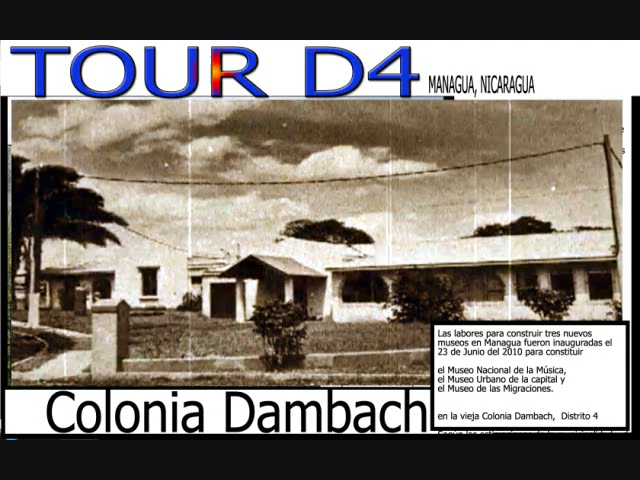 TOUR D4
MANAGUA, NICARAGUA
Las labores para construir tres nuevos
museos en Managua fueron inauguradas el
23 de Junio del 2010 para constituir
el Museo Nacional de la Música,
el Museo Urbano de la capital y
el Museo de las Migraciones.
en la vieja Colonia Dambach, Distrito 4
Colonia Dambach